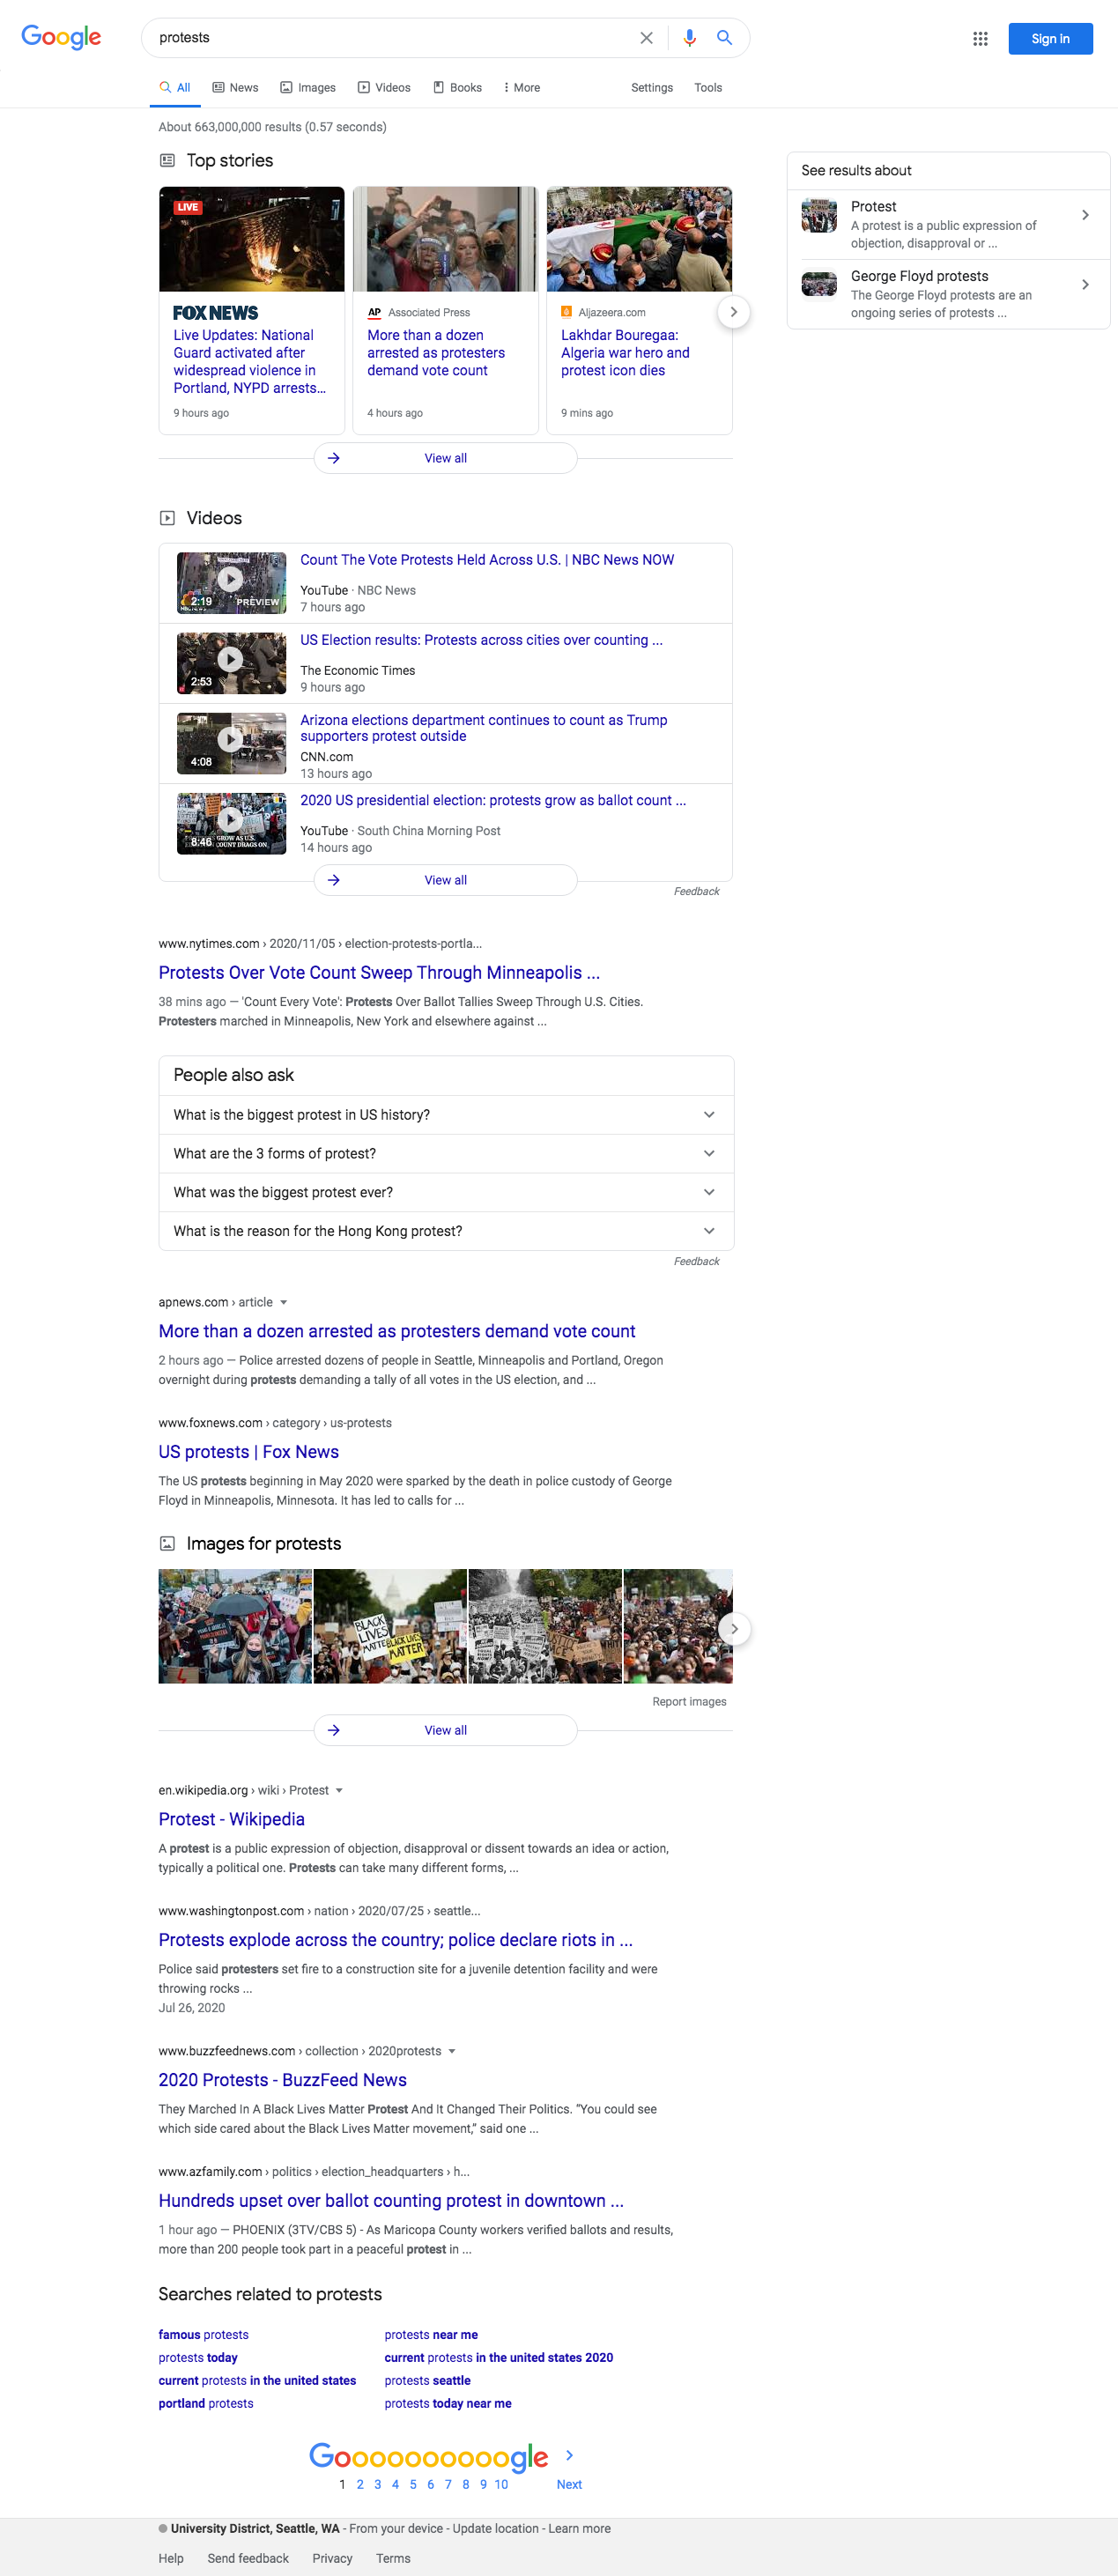 Google
protests
Sign in
All
News
Images
Videos
Books
More
Settings
Tools
About 663,000,000 results (0.57 seconds)
Top stories
LIVE
FOX NEWS
Live Updates: National
Guard activated after
widespread violence in
Portland, NYPD arrests...
9 hours ago
AP Associated Press
More than a dozen
arrested as protesters
demand vote count
4 hours ago
Aljazeera.com
Lakhdar Bouregaa:
Algeria war hero and
protest icon dies
9 mins ago
View all
See results about
Protest
A protest is a public expression of
objection, disapproval or ...
George Floyd protests
The George Floyd protests are an
ongoing series of protests ...
Videos
2:19
PREVIEW
Count The Vote Protests Held Across U.S. | NBC News NOW
YouTube · NBC News
7 hours ago
2:53
US Election results: Protests across cities over counting ...
The Economic Times
9 hours ago
4:08
Arizona elections department continues to count as Trump
supporters protest outside
CNN.com
13 hours ago
8:46
GROW AS U.S.
COUNT DRAGS ON,
2020 US presidential election: protests grow as ballot count ...
YouTube · South China Morning Post
14 hours ago
View all
Feedback
www.nytimes.com › 2020/11/05 › election-protests-portla...
Protests Over Vote Count Sweep Through Minneapolis ...
38 mins ago — 'Count Every Vote': Protests Over Ballot Tallies Sweep Through U.S. Cities.
Protesters marched in Minneapolis, New York and elsewhere against ...
People also ask
What is the biggest protest in US history?
What are the 3 forms of protest?
What was the biggest protest ever?
What is the reason for the Hong Kong protest?
Feedback
apnews.com › article
More than a dozen arrested as protesters demand vote count
2 hours ago — Police arrested dozens of people in Seattle, Minneapolis and Portland, Oregon
overnight during protests demanding a tally of all votes in the US election, and ...
www.foxnews.com › category › us-protests
US protests | Fox News
The US protests beginning in May 2020 were sparked by the death in police custody of George
Floyd in Minneapolis, Minnesota. It has led to calls for ...
Images for protests
BLACK LIVES MATTER
BLACK LIVES MATTER
Report images
View all
en.wikipedia.org › wiki › Protest
Protest - Wikipedia
A protest is a public expression of objection, disapproval or dissent towards an idea or action,
typically a political one. Protests can take many different forms, ...
www.washingtonpost.com › nation › 2020/07/25 › seattle...
Protests explode across the country; police declare riots in ...
Police said protesters set fire to a construction site for a juvenile detention facility and were
throwing rocks ...
Jul 26, 2020
www.buzzfeednews.com › collection › 2020protests
2020 Protests - BuzzFeed News
They Marched In A Black Lives Matter Protest And It Changed Their Politics. “You could see
which side cared about the Black Lives Matter movement,” said one ...
www.azfamily.com › politics › election_headquarters › h...
Hundreds upset over ballot counting protest in downtown ...
1 hour ago — PHOENIX (3TV/CBS 5) - As Maricopa County workers verified ballots and results,
more than 200 people took part in a peaceful protest in ...
Searches related to protests
famous protests
protests near me
protests today
current protests in the united states 2020
current protests in the united states
protests seattle
portland protests
protests today near me
Goooooooooogle
1 2 3 4 5 6 7 8 9 10 Next
University District, Seattle, WA - From your device - Update location - Learn more
Help Send feedback Privacy Terms